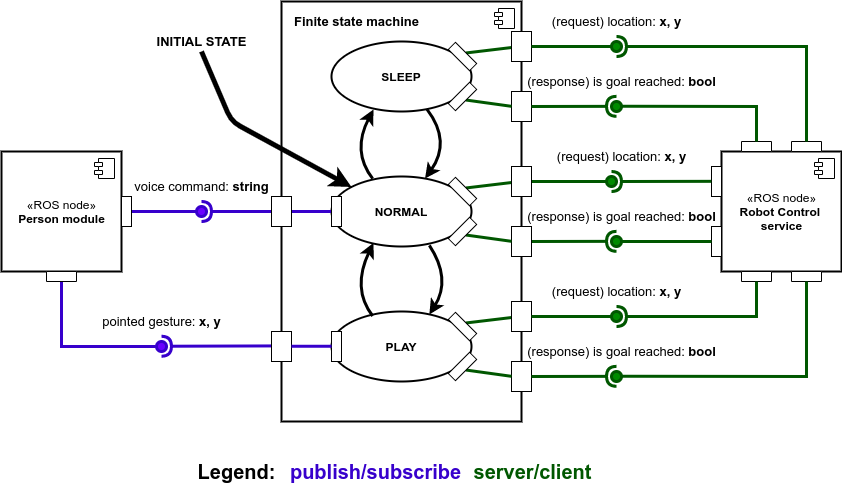 Finite state machine
(request) location: x, y
INITIAL STATE
SLEEP
(response) is goal reached: bool
(request) location: x, y
voice command: string
«ROS node»
Person module
«ROS node»
Robot Control
service
NORMAL
(response) is goal reached: bool
(request) location: x, y
pointed gesture: x, y
PLAY
(response) is goal reached: bool
Legend: publish/subscribe server/client